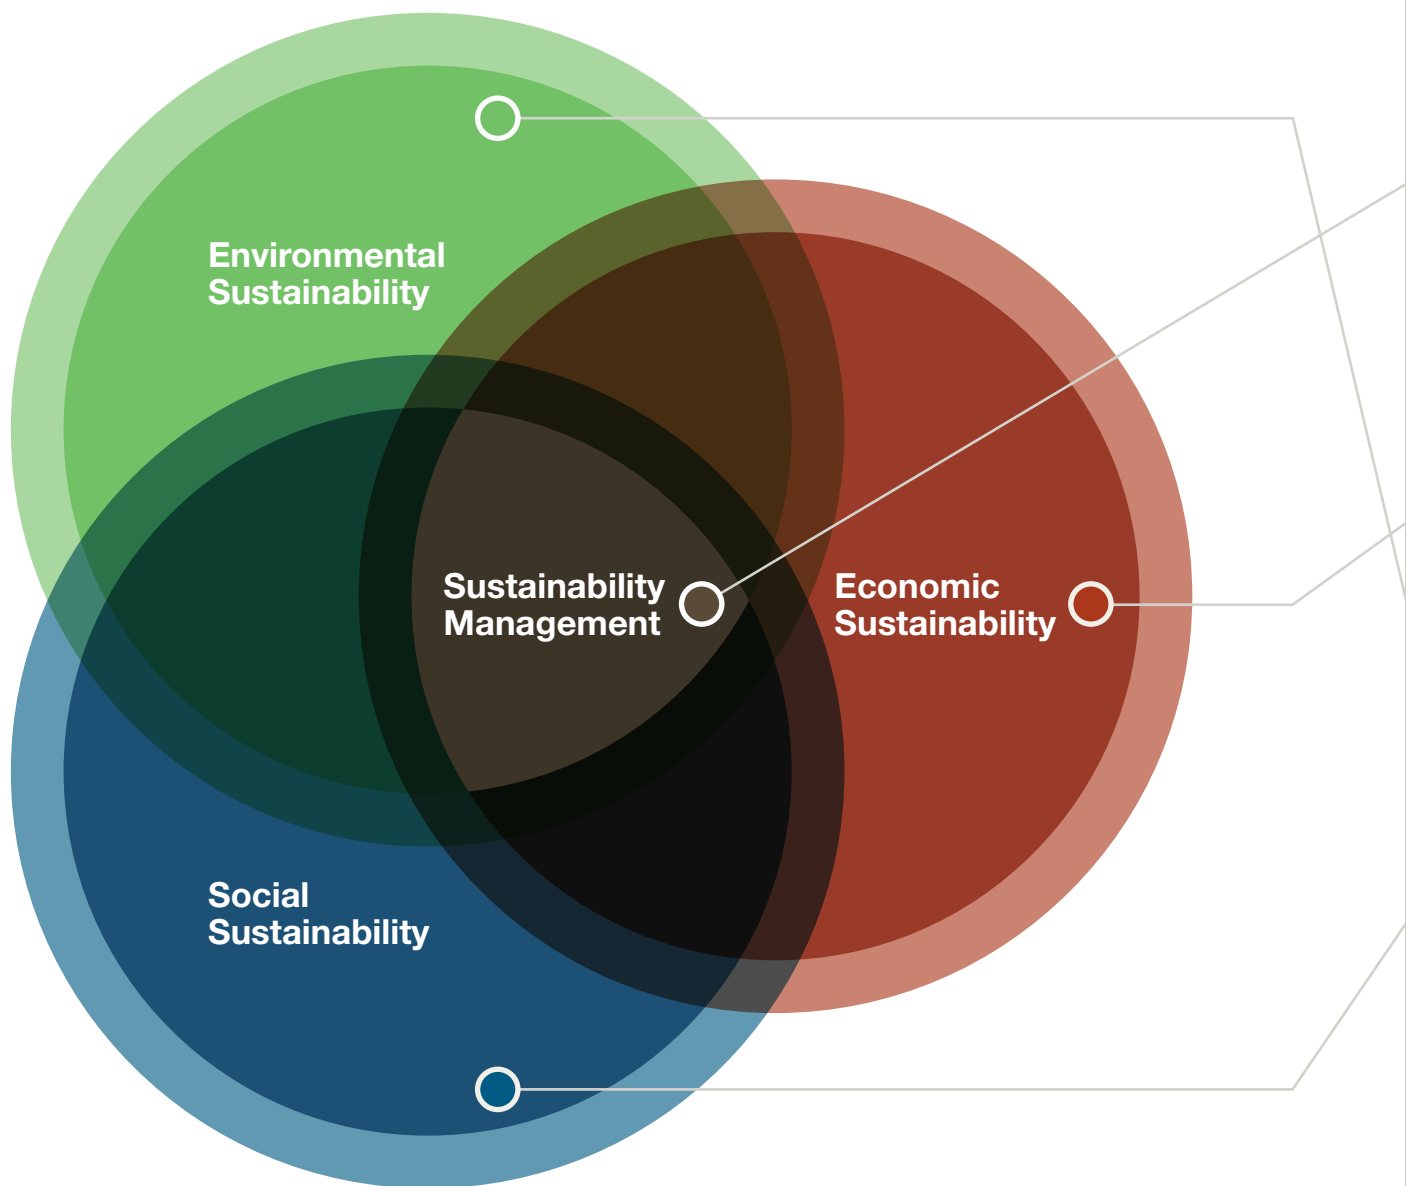 Environmental
Sustainability
Sustainability
Management
Economic
Sustainability
Social
Sustainability